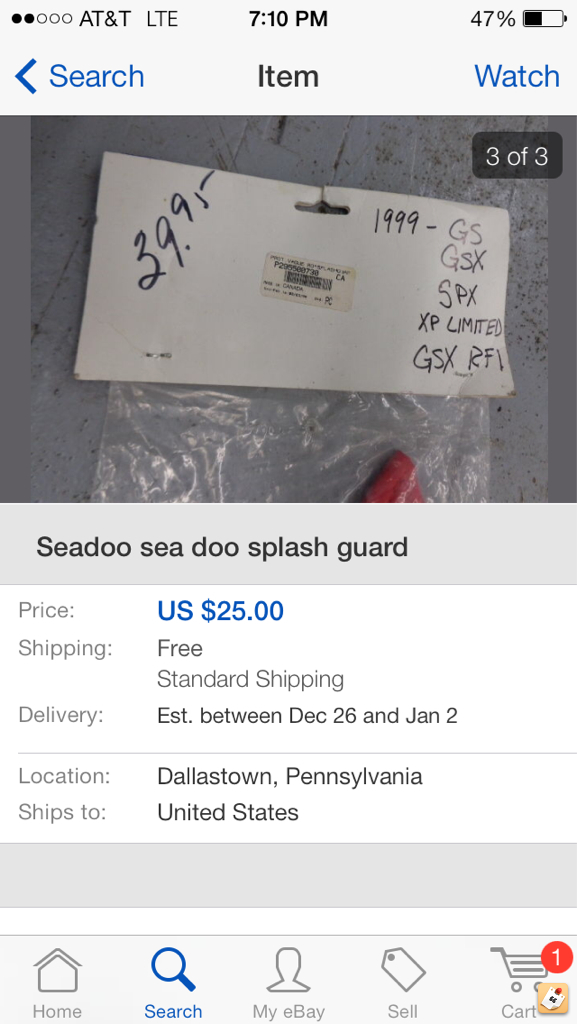 AT&T LTE 7:10 PM 47%
Search Item Watch
3 of 3
39.95
1999 - GS
GSX
SPX
XP LIMITED
GSX RFI
P295500730
CA
MADE IN CANADA
PC
Seadoo sea doo splash guard
Price: US $25.00
Shipping: Free
Standard Shipping
Delivery: Est. between Dec 26 and Jan 2
Location: Dallastown, Pennsylvania
Ships to: United States
Home Search My eBay Sell Cart
1